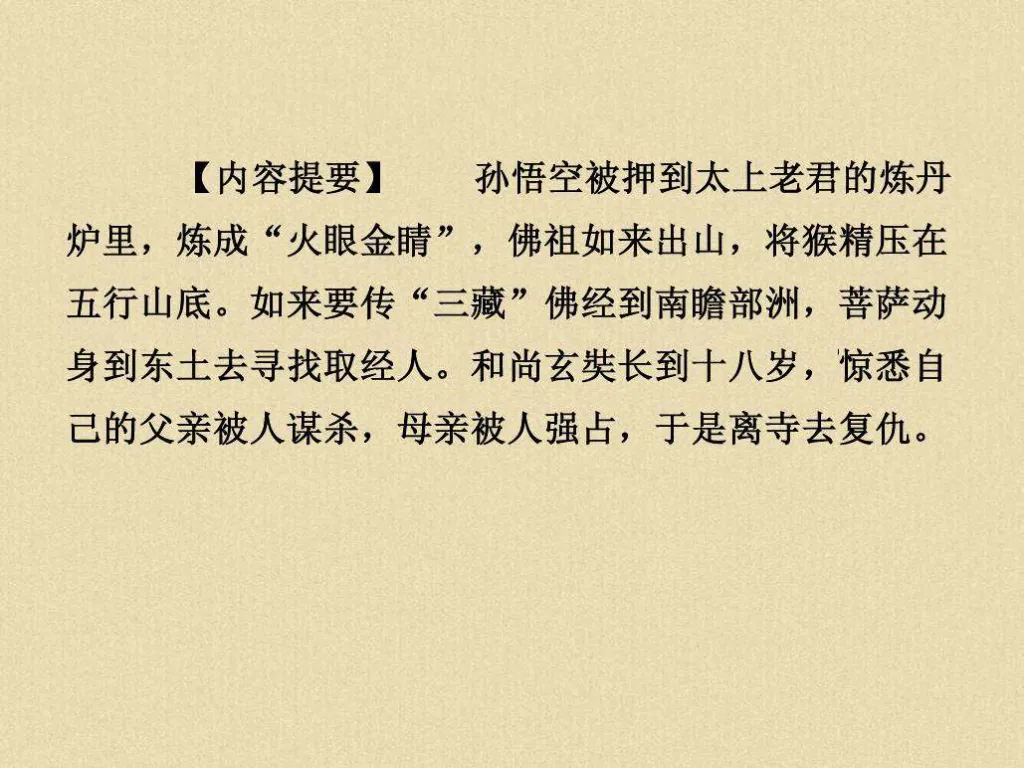 【内容提要】 孙悟空被押到太上老君的炼丹
炉里，炼成“火眼金睛”，佛祖如来出山，将猴精压在
五行山底。如来要传“三藏”佛经到南瞻部洲，菩萨动
身到东土去寻找取经人。和尚玄奘长到十八岁，惊悉自
己的父亲被人谋杀，母亲被人强占，于是离寺去复仇。